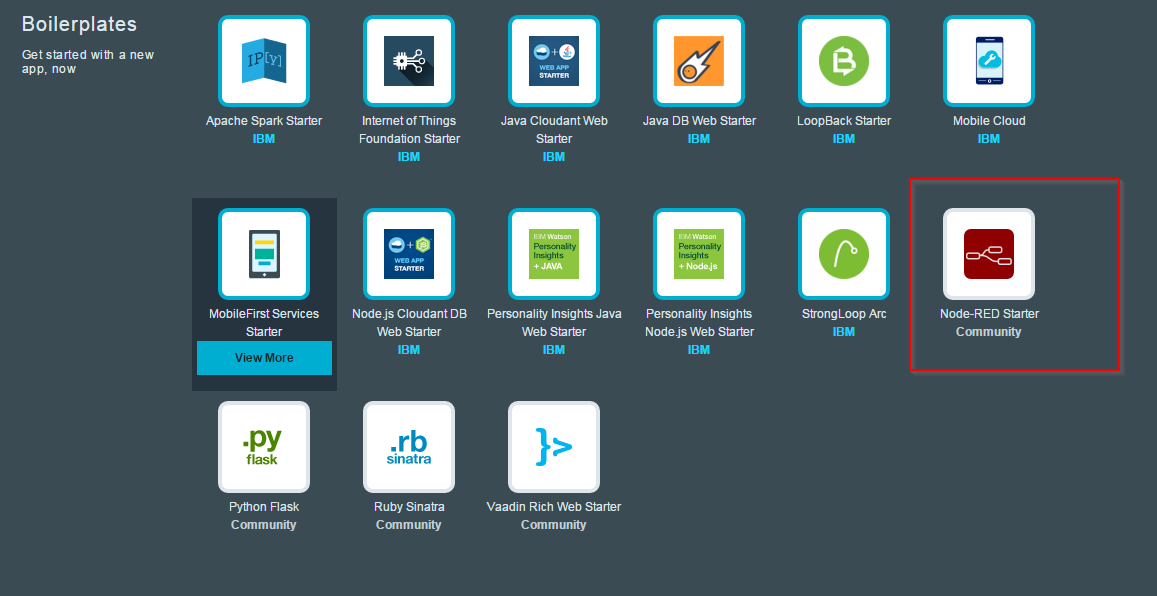 Boilerplates
Get started with a new
app, now
IP[y]
WEB APP
STARTER
Apache Spark Starter
IBM
Internet of Things
Foundation Starter
IBM
Java Cloudant Web
Starter
IBM
Java DB Web Starter
IBM
LoopBack Starter
IBM
Mobile Cloud
IBM
MobileFirst Services
Starter
View More
WEB APP
STARTER
Node.js Cloudant DB
Web Starter
IBM
IBM Watson
Personality
Insights
+ JAVA
Personality Insights Java
Web Starter
IBM
IBM Watson
Personality
Insights
+ Node.js
Personality Insights
Node.js Web Starter
IBM
StrongLoop Arc
IBM
Node-RED Starter
Community
.py
flask
Python Flask
Community
.rb
sinatra
Ruby Sinatra
Community
}>
Vaadin Rich Web Starter
Community